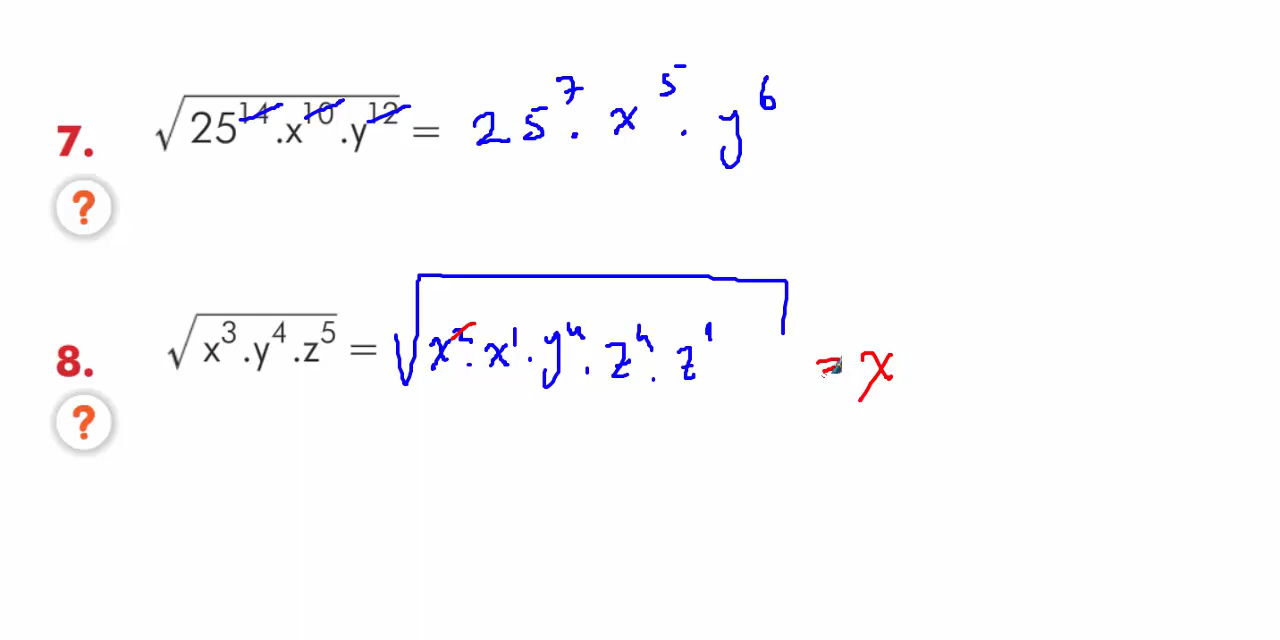 7. √25¹⁴.x¹⁰.y¹² = 25⁷ . x⁵ . y⁶
?
8. √x³.y⁴.z⁵ = √x² . x¹ . y⁴ . z⁴ . z¹ = x
?